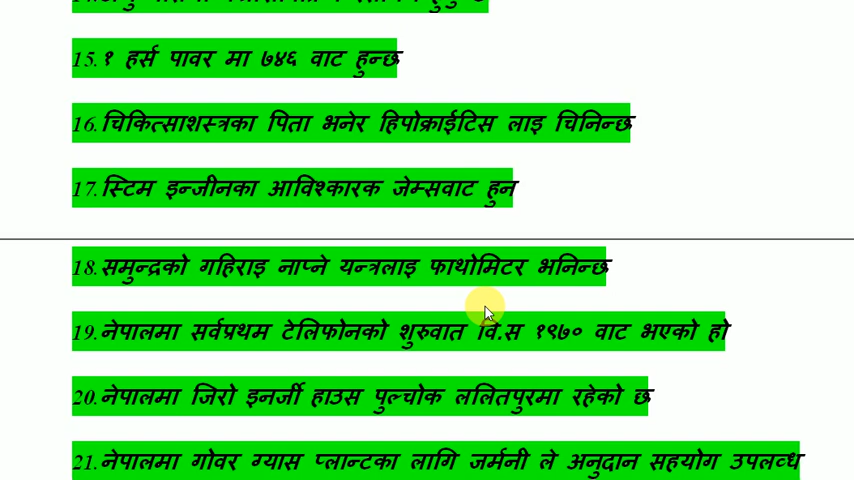 15.१ हर्स पावर मा ७४६ वाट हुन्छ
16.चिकित्साशस्त्रका पिता भनेर हिपोक्राईटिस लाइ चिनिन्छ
17.स्टिम इन्जीनका आविश्कारक जेम्सवाट हुन
18.समुन्द्रको गहिराइ नाप्ने यन्त्रलाइ फाथोमिटर भनिन्छ
19.नेपालमा सर्वप्रथम टेलिफोनको शुरुवात वि.स १९७० वाट भएको हो
20.नेपालमा जिरो इनर्जी हाउस पुल्चोक ललितपुरमा रहेको छ
21.नेपालमा गोवर ग्यास प्लान्टका लागि जर्मनी ले अनुदान सहयोग उपलव्ध